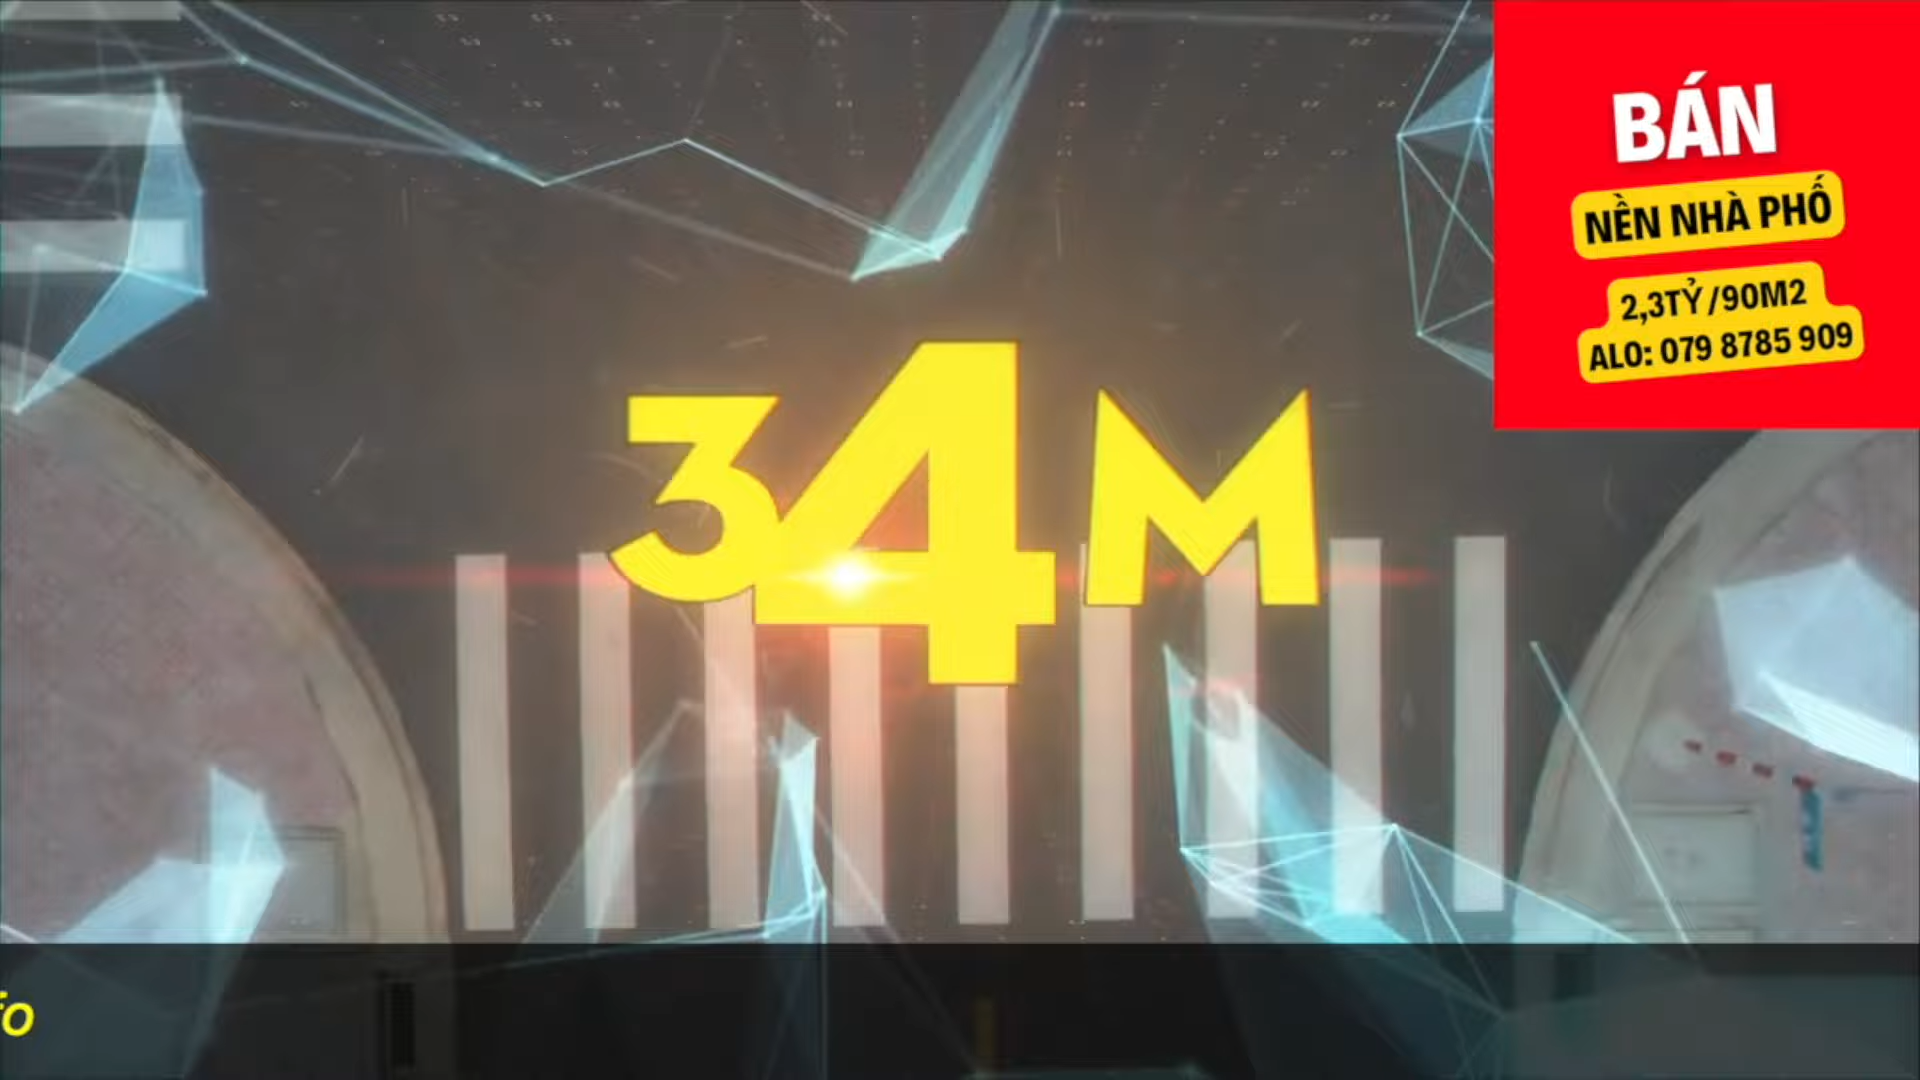 BÁN
NỀN NHÀ PHỐ
2,3TỶ/90M2
ALO: 079 8785 909
34M